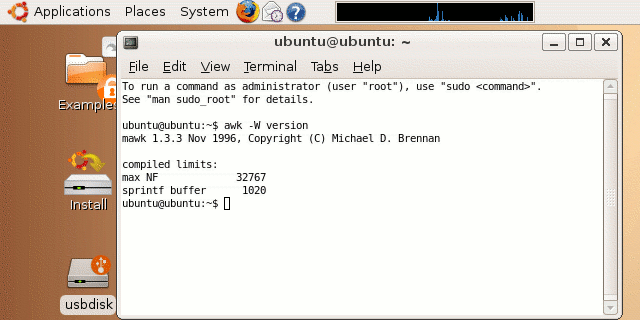 Applications Places System
ubuntu@ubuntu: ~
File Edit View Terminal Tabs Help
To run a command as administrator (user "root"), use "sudo <command>".
See "man sudo_root" for details.
ubuntu@ubuntu:~$ awk -W version
mawk 1.3.3 Nov 1996, Copyright (C) Michael D. Brennan
compiled limits:
max NF 32767
sprintf buffer 1020
ubuntu@ubuntu:~$
Examples
Install
usbdisk